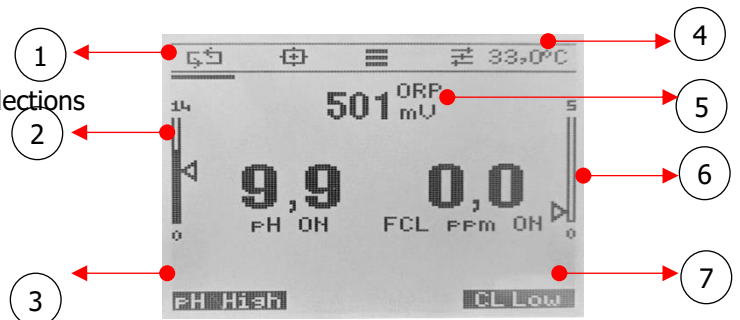 1
4
33,0°C
lections
14
501 ORP mV
5
5
2
9,9
0,0
6
pH ON
FCL ppm ON
0
0
3
7
pH High
CL Low